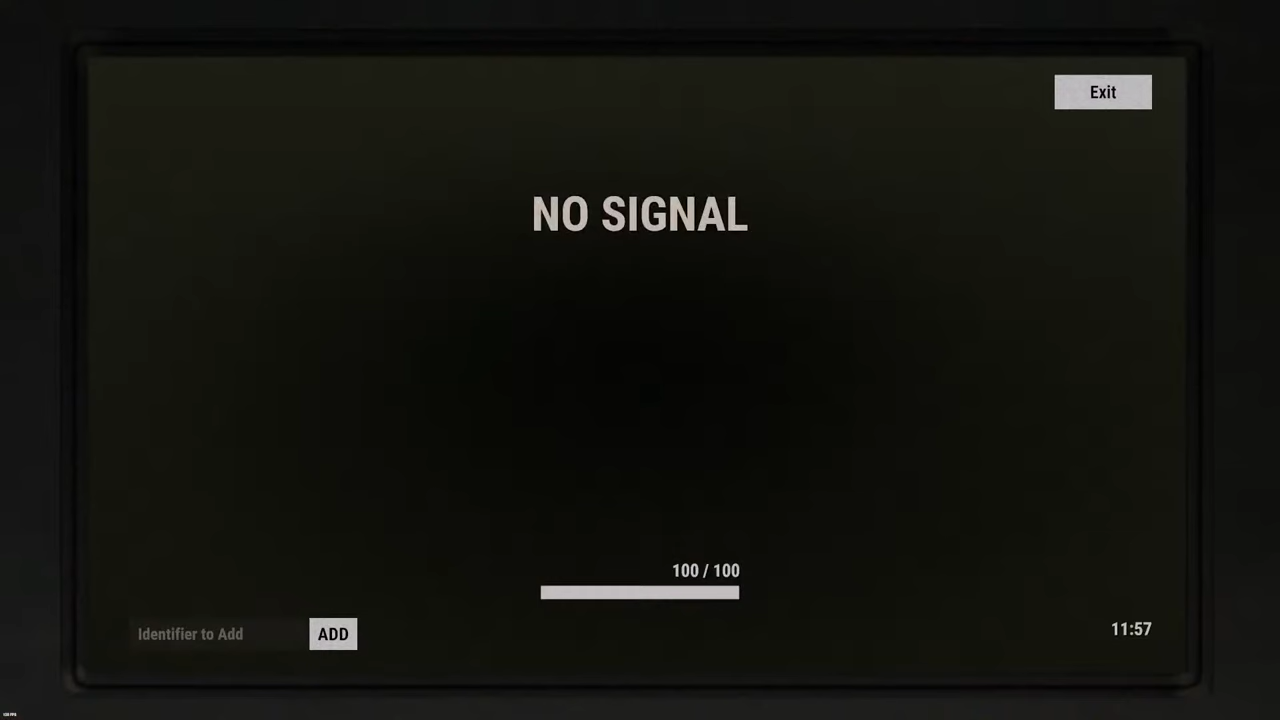 Exit
NO SIGNAL
100 / 100
Identifier to Add
ADD
11:57